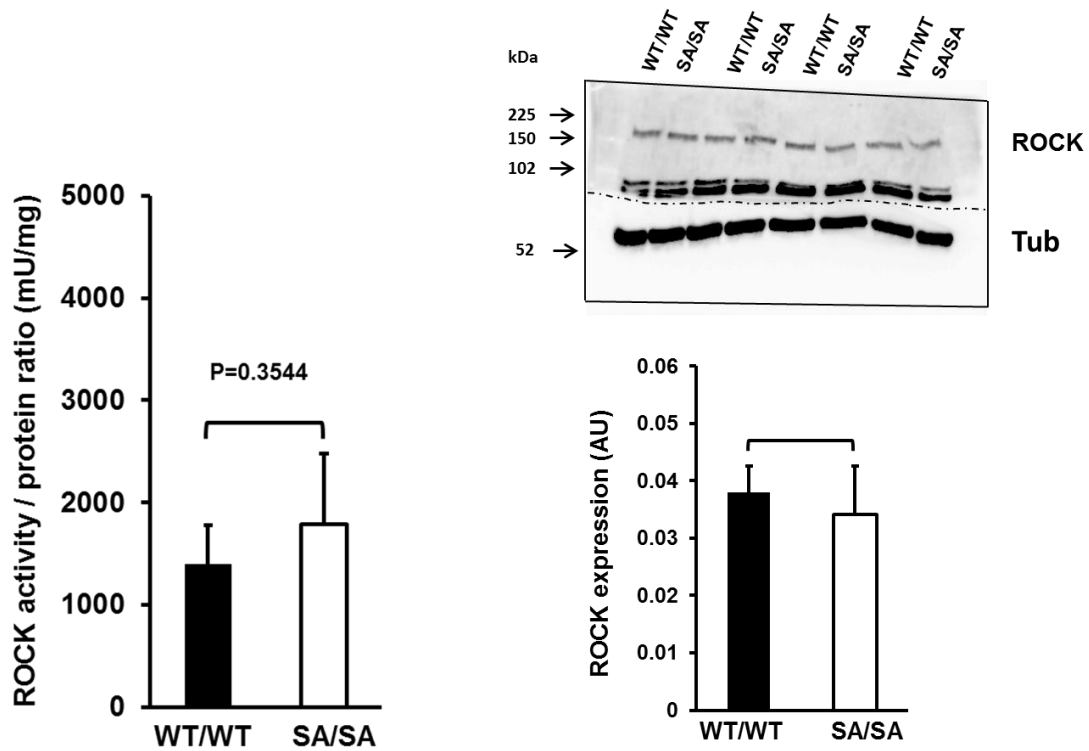 WT/WT SA/SA WT/WT SA/SA WT/WT SA/SA WT/WT SA/SA
kDa
225 →
150 →
102 →
52 →
ROCK
Tub
ROCK activity / protein ratio (mU/mg)
5000
4000
3000
2000
1000
0
P=0.3544
WT/WT SA/SA
ROCK expression (AU)
0.06
0.05
0.04
0.03
0.02
0.01
0
WT/WT SA/SA